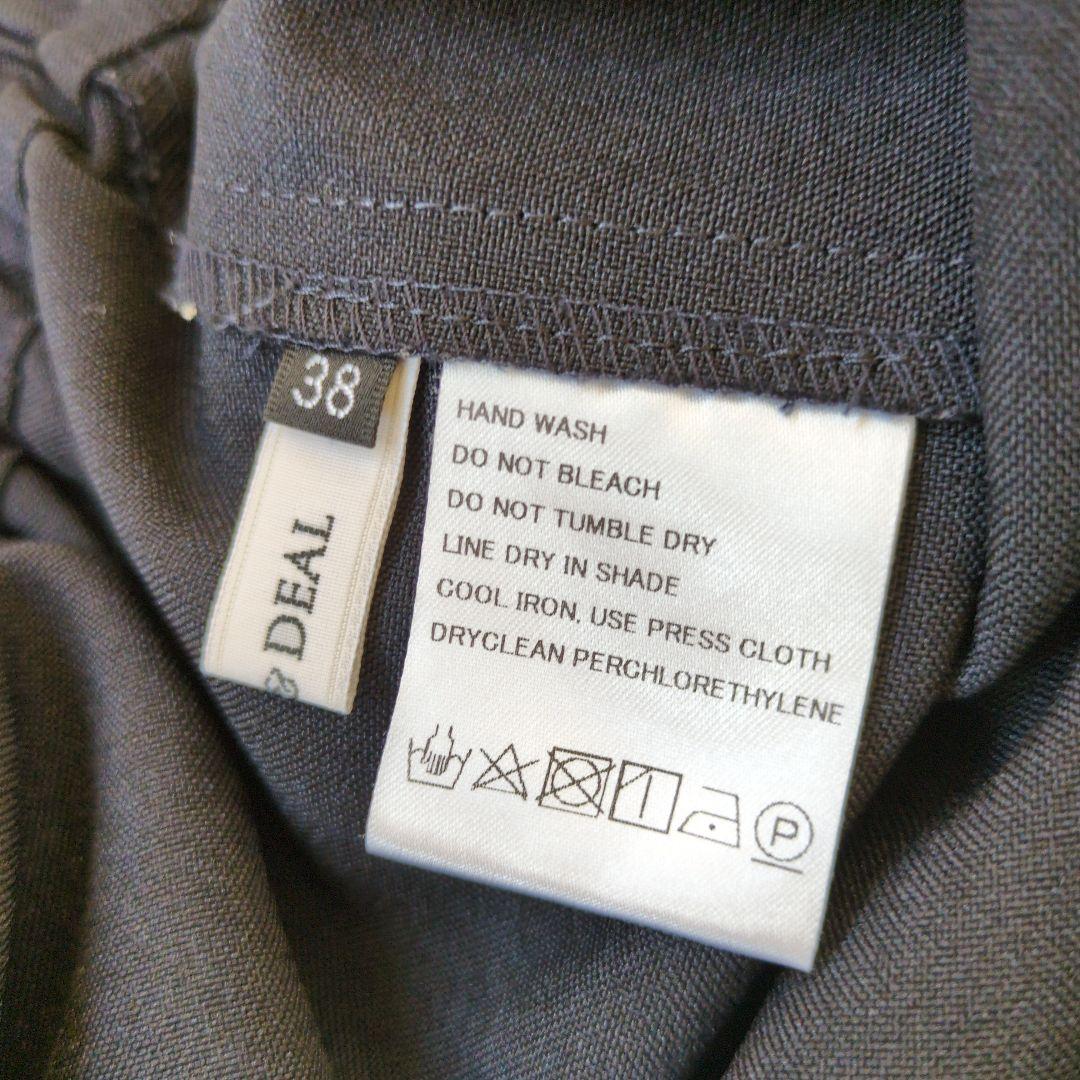 38
& DEAL
HAND WASH
DO NOT BLEACH
DO NOT TUMBLE DRY
LINE DRY IN SHADE
COOL IRON, USE PRESS CLOTH
DRYCLEAN PERCHLORETHYLENE
P